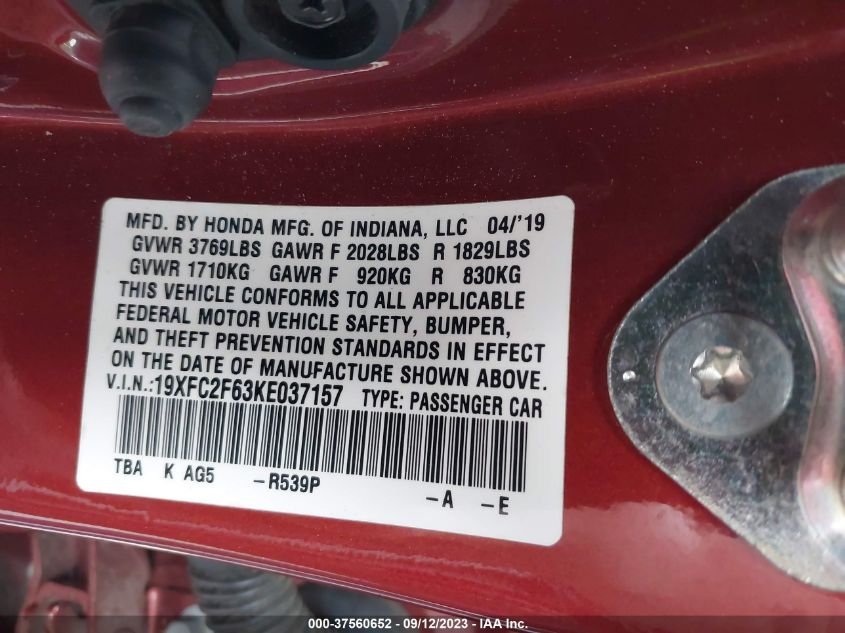 MFD. BY HONDA MFG. OF INDIANA, LLC 04/'19
GVWR 3769LBS GAWR F 2028LBS R 1829LBS
GVWR 1710KG GAWR F 920KG R 830KG
THIS VEHICLE CONFORMS TO ALL APPLICABLE
FEDERAL MOTOR VEHICLE SAFETY, BUMPER,
AND THEFT PREVENTION STANDARDS IN EFFECT
ON THE DATE OF MANUFACTURE SHOWN ABOVE.
V.I.N.:19XFC2F63KE037157 TYPE: PASSENGER CAR
TBA K AG5 -R539P -A -E
000-37560652 - 09/12/2023 - IAA Inc.